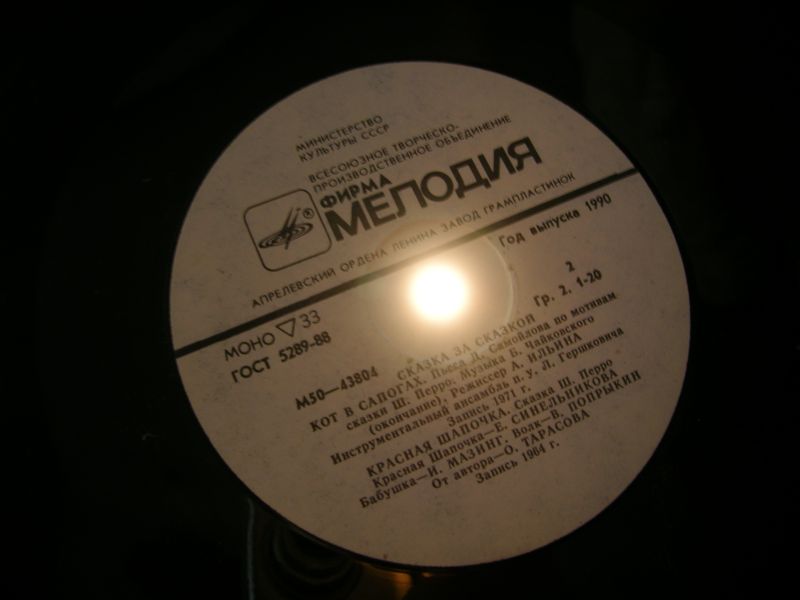 МИНИСТЕРСТВО
КУЛЬТУРЫ СССР
ВСЕСОЮЗНОЕ ТВОРЧЕСКО-
ПРОИЗВОДСТВЕННОЕ ОБЪЕДИНЕНИЕ
ФИРМА
®
МЕЛОДИЯ
АПРЕЛЕВСКИЙ ОРДЕНА ЛЕНИНА ЗАВОД ГРАМПЛАСТИНОК
Год выпуска 1990
МОНО 33
ГОСТ 5289-88
2
Гр. 2. 1-20
М50—43804
СКАЗКА ЗА СКАЗКОЙ
КОТ В САПОГАХ. Пьеса Д. Самойлова по мотивам
сказки Ш. Перро; Музыка Б. Чайковского
(окончание), Режиссер А. ИЛЬИНА
Инструментальный ансамбль п. у. Л. Гершковича
Запись 1971 г.
КРАСНАЯ ШАПОЧКА. Сказка Ш. Перро
Красная Шапочка—Е. СИНЕЛЬНИКОВА
Бабушка—И. МАЗИНГ, Волк—В. ПОПРЫКИН
От автора—О. ТАРАСОВА
Запись 1964 г.